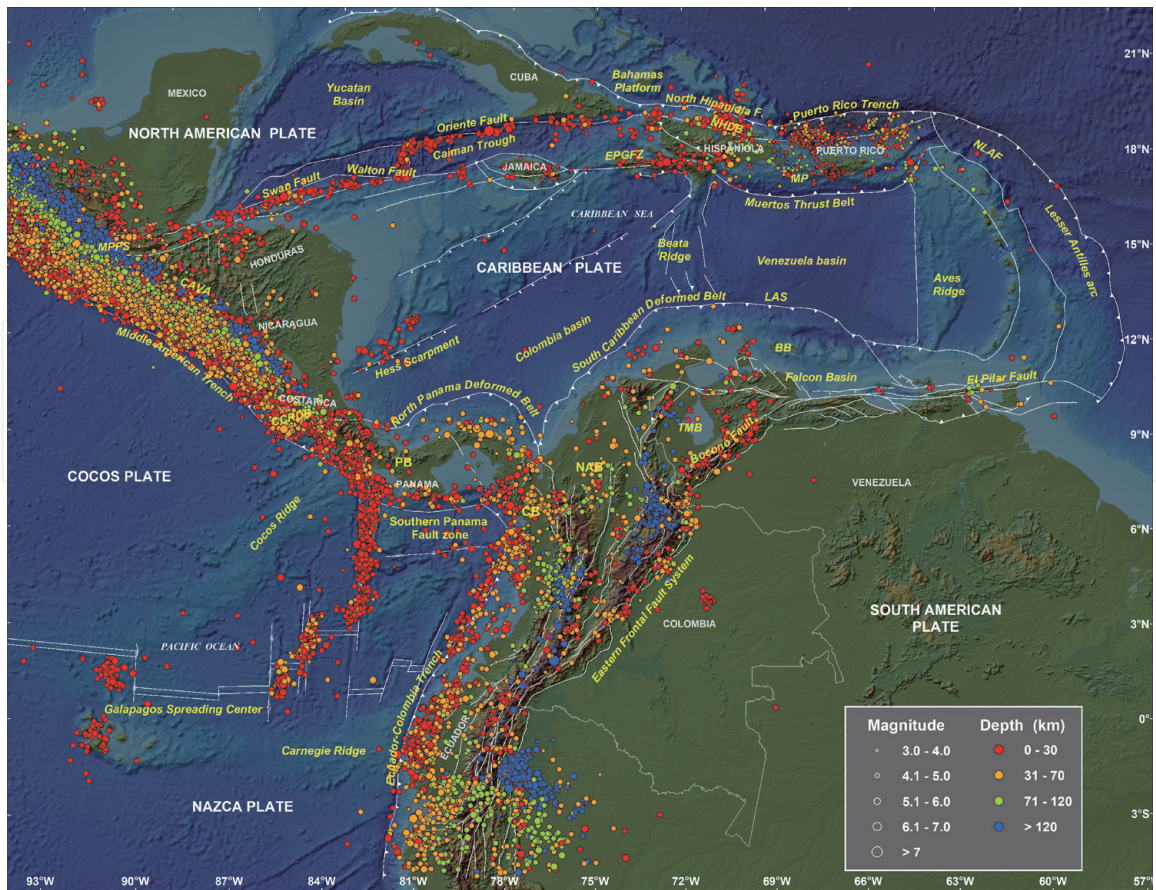 21°N
CUBA
Bahamas
Platform
MEXICO
Yucatan
Basin
North Hipaniola F.
Puerto Rico Trench
NORTH AMERICAN PLATE
Oriente Fault
NHDB
Caiman Trough
HISPANIOLA
PUERTO RICO
18°N
NLAF
EPGFZ
JAMAICA
Walton Fault
Swan Fault
MP
Muertos Thrust Belt
Lesser Antilles arc
CARIBBEAN SEA
MPFS
HONDURAS
15°N
Beata
Ridge
CARIBBEAN PLATE
Venezuela basin
Aves
Ridge
CAVA
LAS
South Caribbean Deformed Belt
NICARAGUA
Middle American Trench
Colombia basin
12°N
Hess Scarpment
BB
Falcon Basin
El Pilar Fault
COSTARICA
CCRDB
North Panama Deformed Belt
TMB
Bocono Fault
9°N
PB
NAB
COCOS PLATE
PANAMA
VENEZUELA
CB
Cocos Ridge
Southern Panama
Fault zone
6°N
Eastern Frontal Fault System
SOUTH AMERICAN
PLATE
COLOMBIA
3°N
PACIFIC OCEAN
Ecuador-Colombia Trench
Galapagos Spreading Center
ECUADOR
0°
Carnegie Ridge
NAZCA PLATE
Magnitude
Depth (km)
3.0 - 4.0
0 - 30
4.1 - 5.0
31 - 70
5.1 - 6.0
71 - 120
6.1 - 7.0
> 120
> 7
3°S
93°W
90°W
87°W
84°W
81°W
78°W
75°W
72°W
69°W
66°W
63°W
60°W
57°W